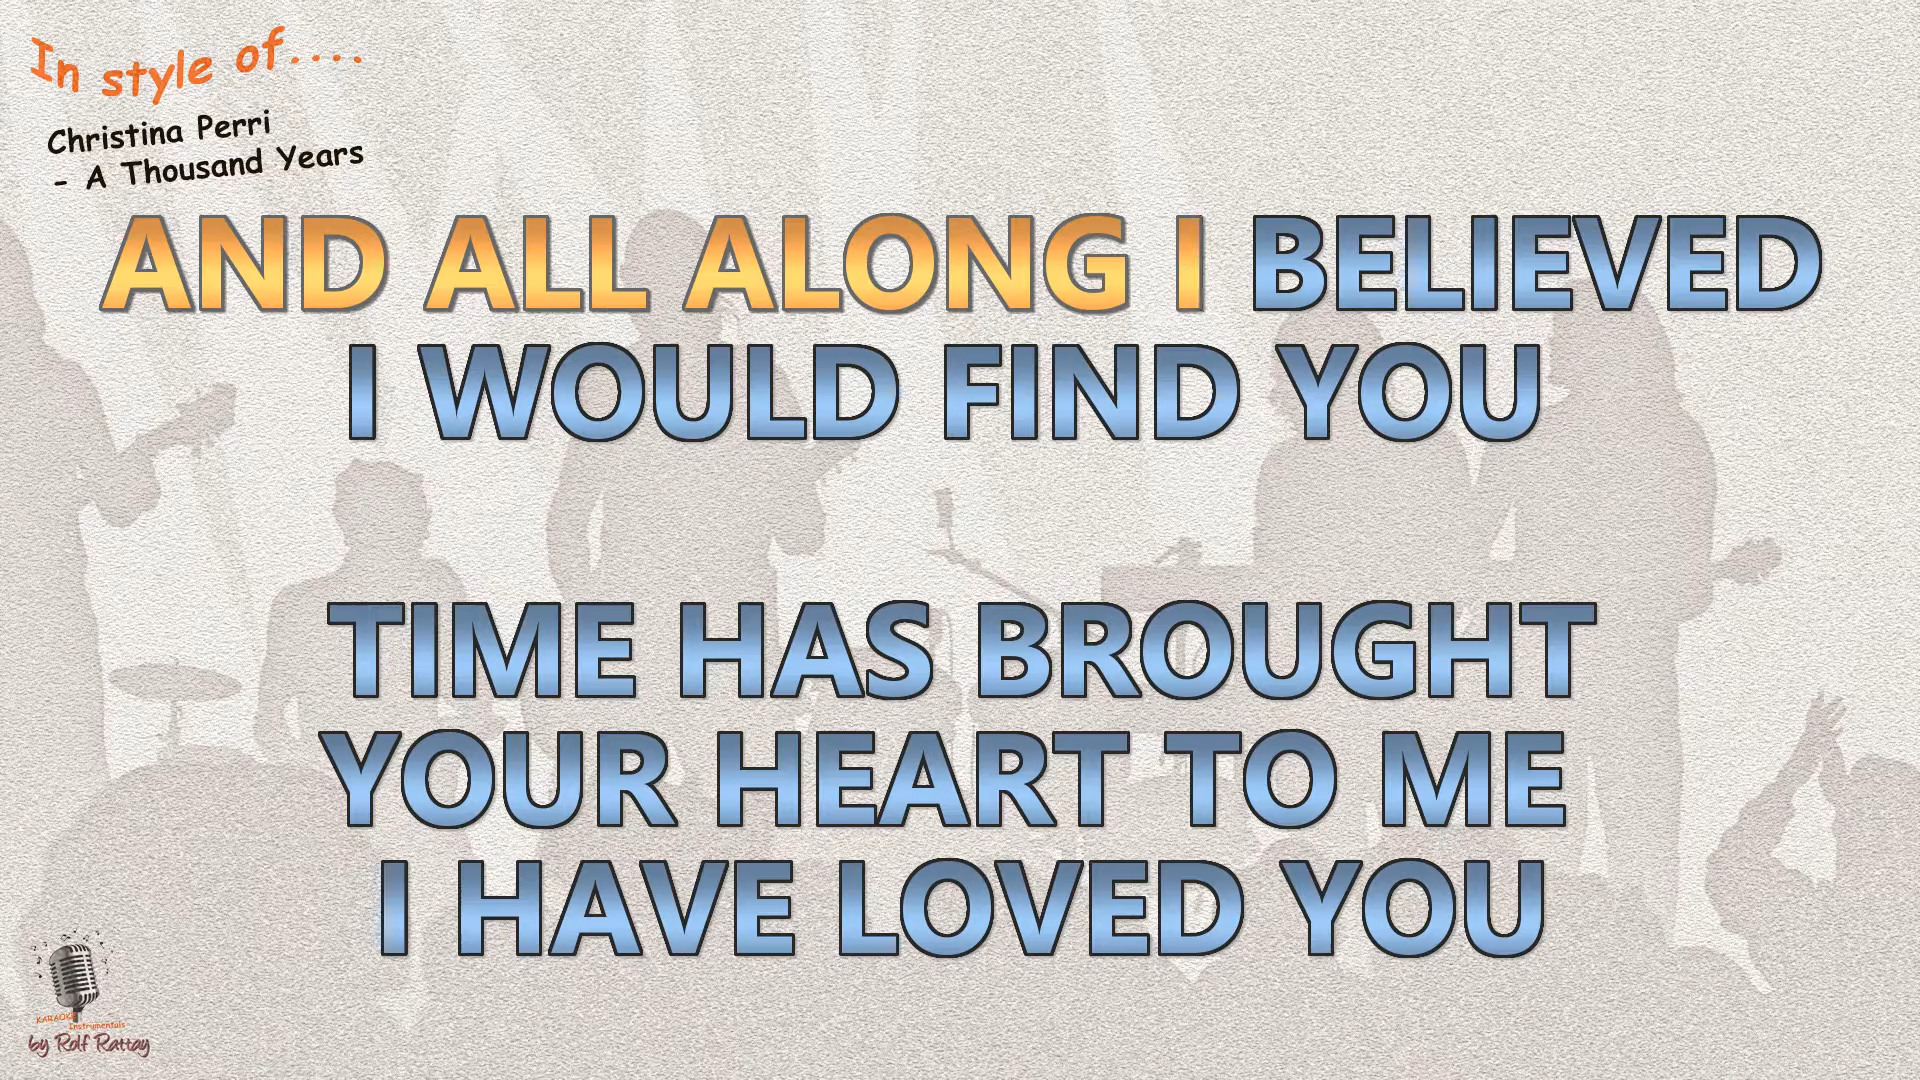 In style of....
Christina Perri
- A Thousand Years
AND ALL ALONG I BELIEVED
I WOULD FIND YOU
TIME HAS BROUGHT
YOUR HEART TO ME
I HAVE LOVED YOU
KARAOKE
Instrumentals
by Rolf Rattay